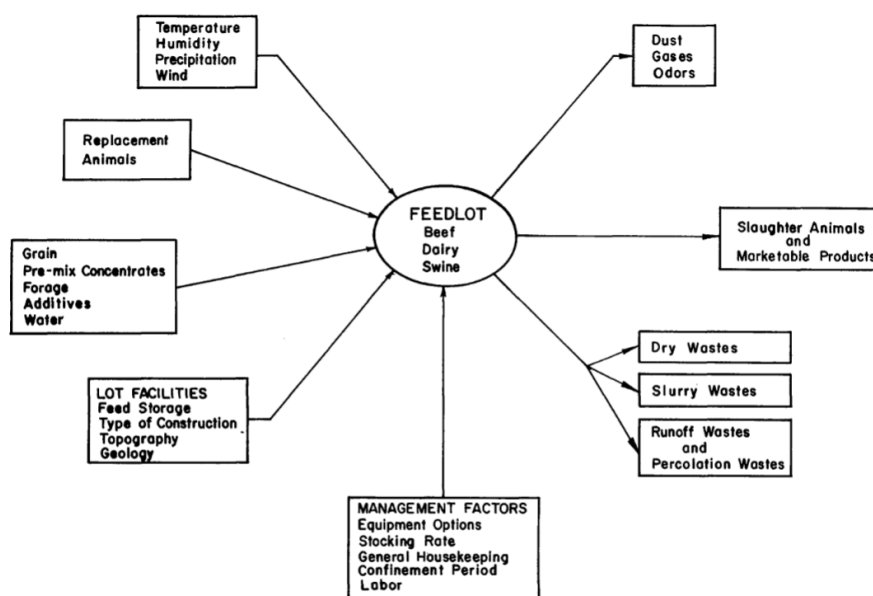 Temperature
Humidity
Precipitation
Wind
Dust
Gases
Odors
Replacement
Animals
FEEDLOT
Beef
Dairy
Swine
Slaughter Animals
and
Marketable Products
Grain
Pre-mix Concentrates
Forage
Additives
Water
Dry Wastes
Slurry Wastes
Runoff Wastes
and
Percolation Wastes
LOT FACILITIES
Feed Storage
Type of Construction
Topography
Geology
MANAGEMENT FACTORS
Equipment Options
Stocking Rate
General Housekeeping
Confinement Period
Labor